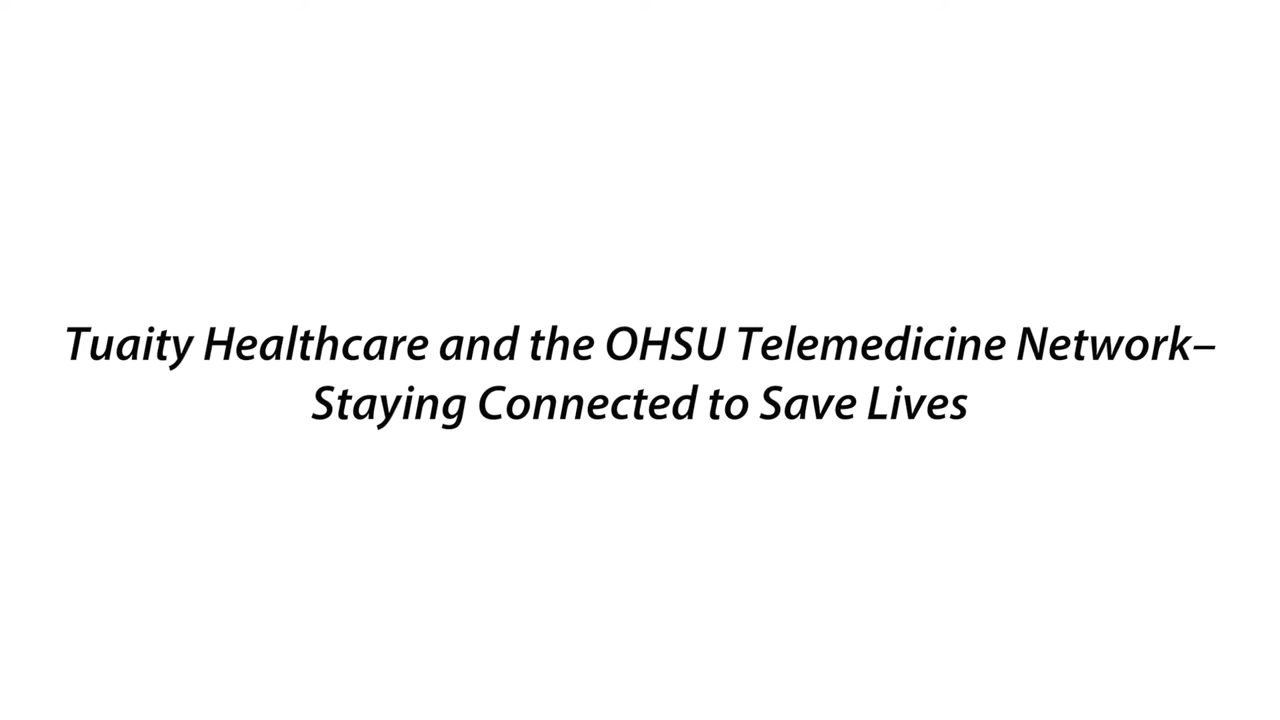 Tuaity Healthcare and the OHSU Telemedicine Network–
Staying Connected to Save Lives